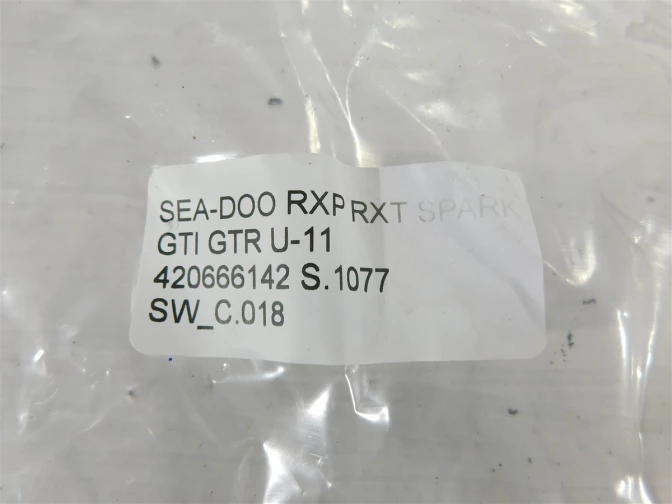 SEA-DOO RXP RXT SPARK
GTI GTR U-11
420666142 S.1077
SW_C.018